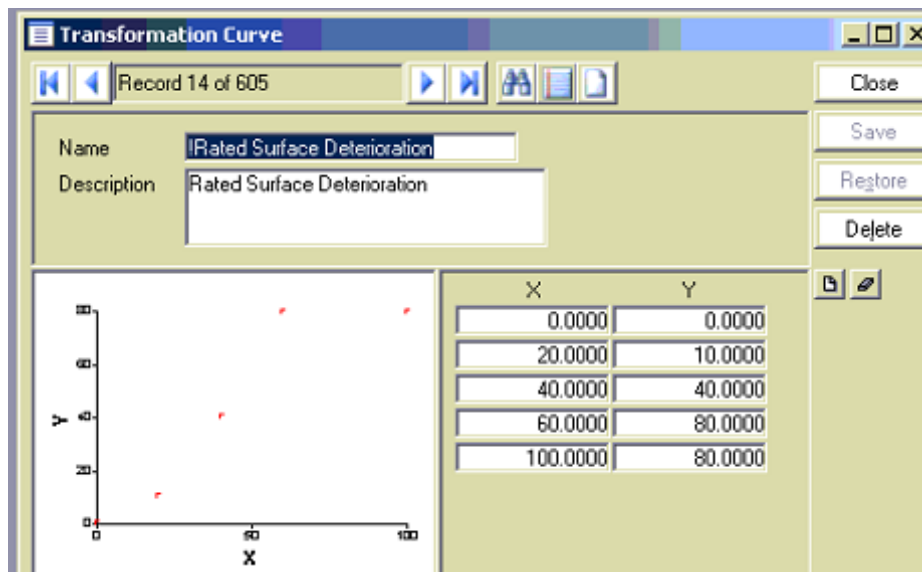 Transformation Curve
Record 14 of 605
Close
Save
Restore
Delete
Name !Rated Surface Deterioration
Description Rated Surface Deterioration
80
60
40
20
0
Y
0 50 100
X
X Y
0.0000 0.0000
20.0000 10.0000
40.0000 40.0000
60.0000 80.0000
100.0000 80.0000